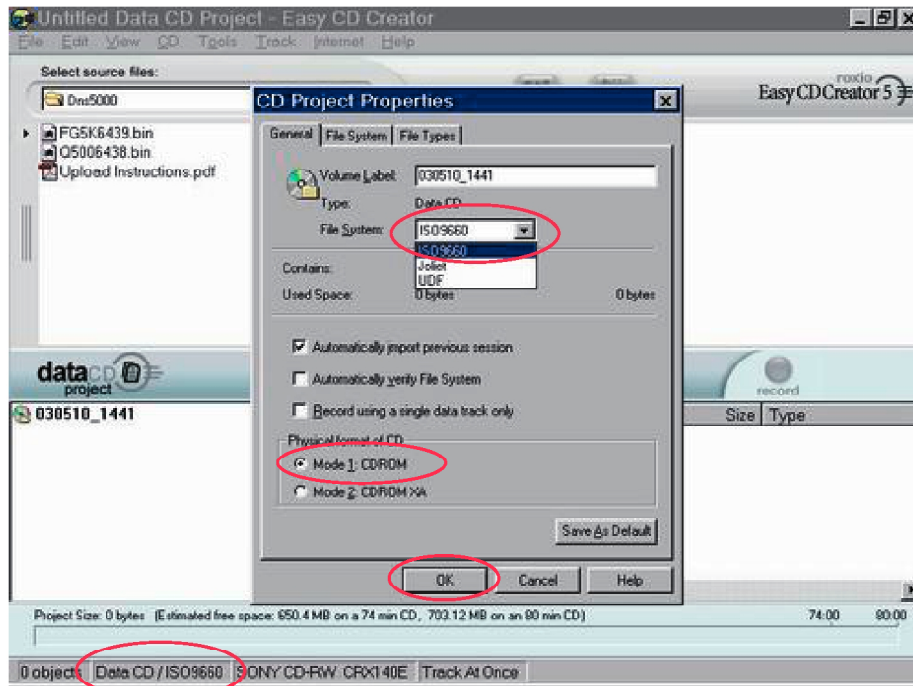 Untitled Data CD Project - Easy CD Creator
File Edit View CD Tools Track Internet Help
Select source files:
Dns5000
roxio
Easy CD Creator 5
FG5K6439.bin
Q5006438.bin
Upload Instructions.pdf
CD Project Properties
General File System File Types
Volume Label: 030510_1441
Type: Data CD
File System: ISO9660
ISO9660
Joliet
UDF
Contains:
Used Space: 0 bytes 0 bytes
Automatically import previous session
Automatically verify File System
Record using a single data track only
Physical format of CD
Mode 1: CDROM
Mode 2: CDROM XA
Save As Default
OK Cancel Help
data CD
project
record
030510_1441
Size Type
Project Size: 0 bytes (Estimated free space: 650.4 MB on a 74 min CD, 703.12 MB on an 80 min CD)
74:00 80:00
0 objects Data CD / ISO9660 SONY CD-RW CRX140E Track At Once